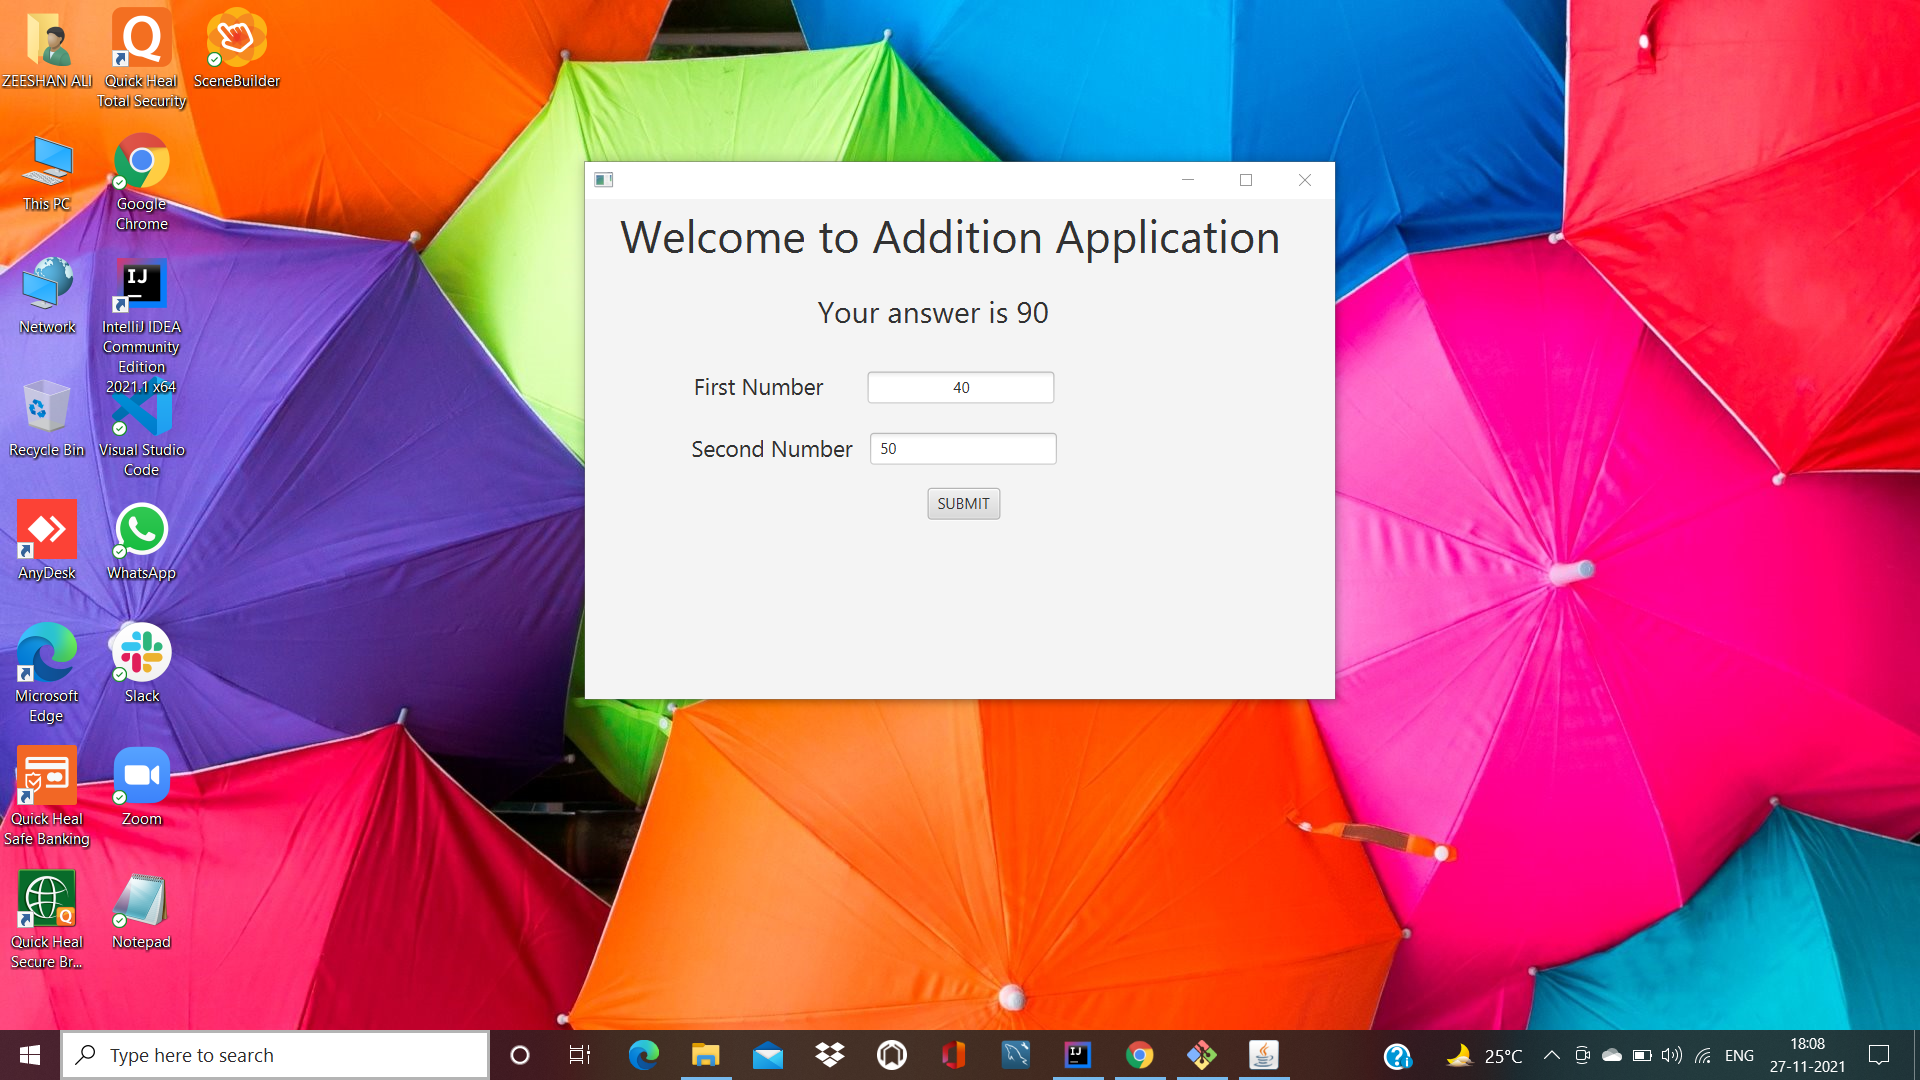 ZEESHAN ALI
Quick Heal
Total Security
SceneBuilder
This PC
Google
Chrome
Network
IntelliJ IDEA
Community
Edition
2021.1 x64
Recycle Bin
Visual Studio
Code
AnyDesk
WhatsApp
Microsoft
Edge
Slack
Quick Heal
Safe Banking
Zoom
Quick Heal
Secure Br...
Notepad
Welcome to Addition Application
Your answer is 90
First Number
40
Second Number
50
SUBMIT
Type here to search
25°C
ENG
18:08
27-11-2021